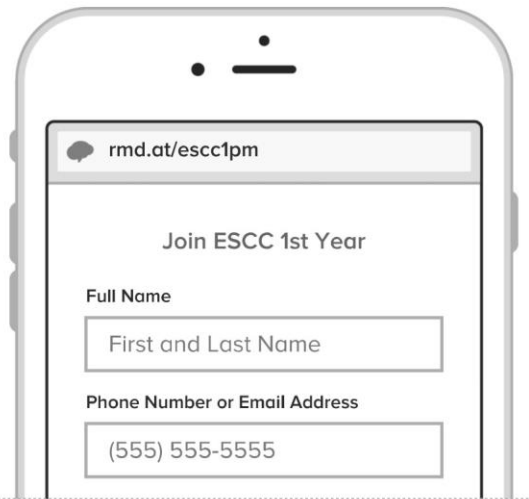 rmd.at/escc1pm
Join ESCC 1st Year
Full Name
First and Last Name
Phone Number or Email Address
(555) 555-5555